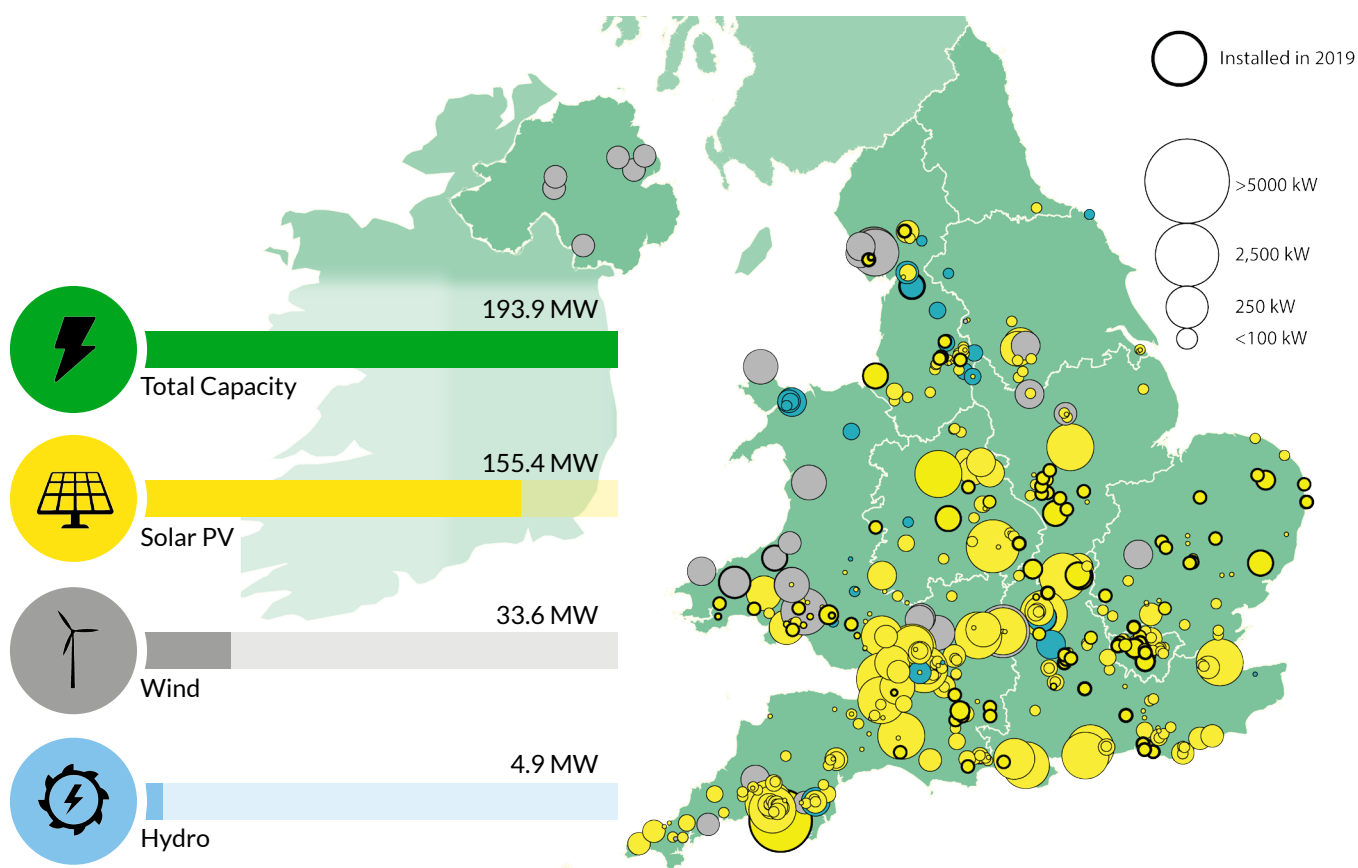 Installed in 2019
>5000 kW
2,500 kW
250 kW
<100 kW
193.9 MW
Total Capacity
155.4 MW
Solar PV
33.6 MW
Wind
4.9 MW
Hydro